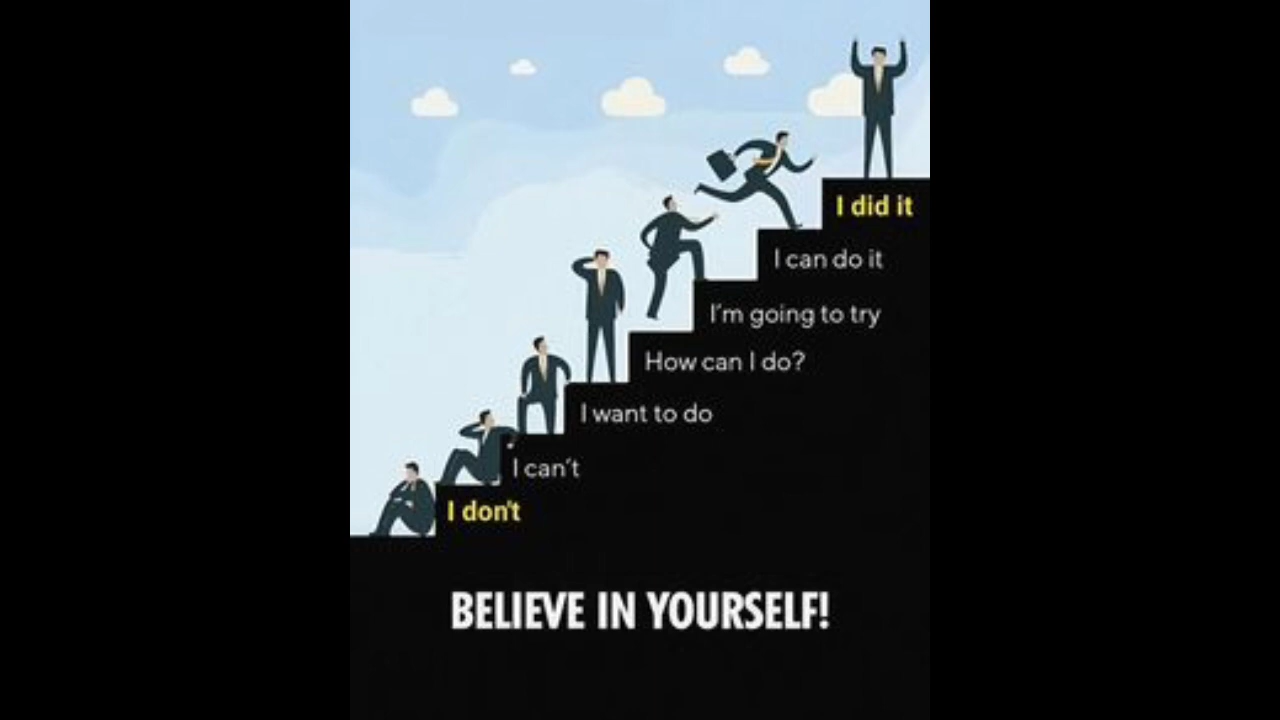 I did it
I can do it
I'm going to try
How can I do?
I want to do
I can't
I don't
BELIEVE IN YOURSELF!